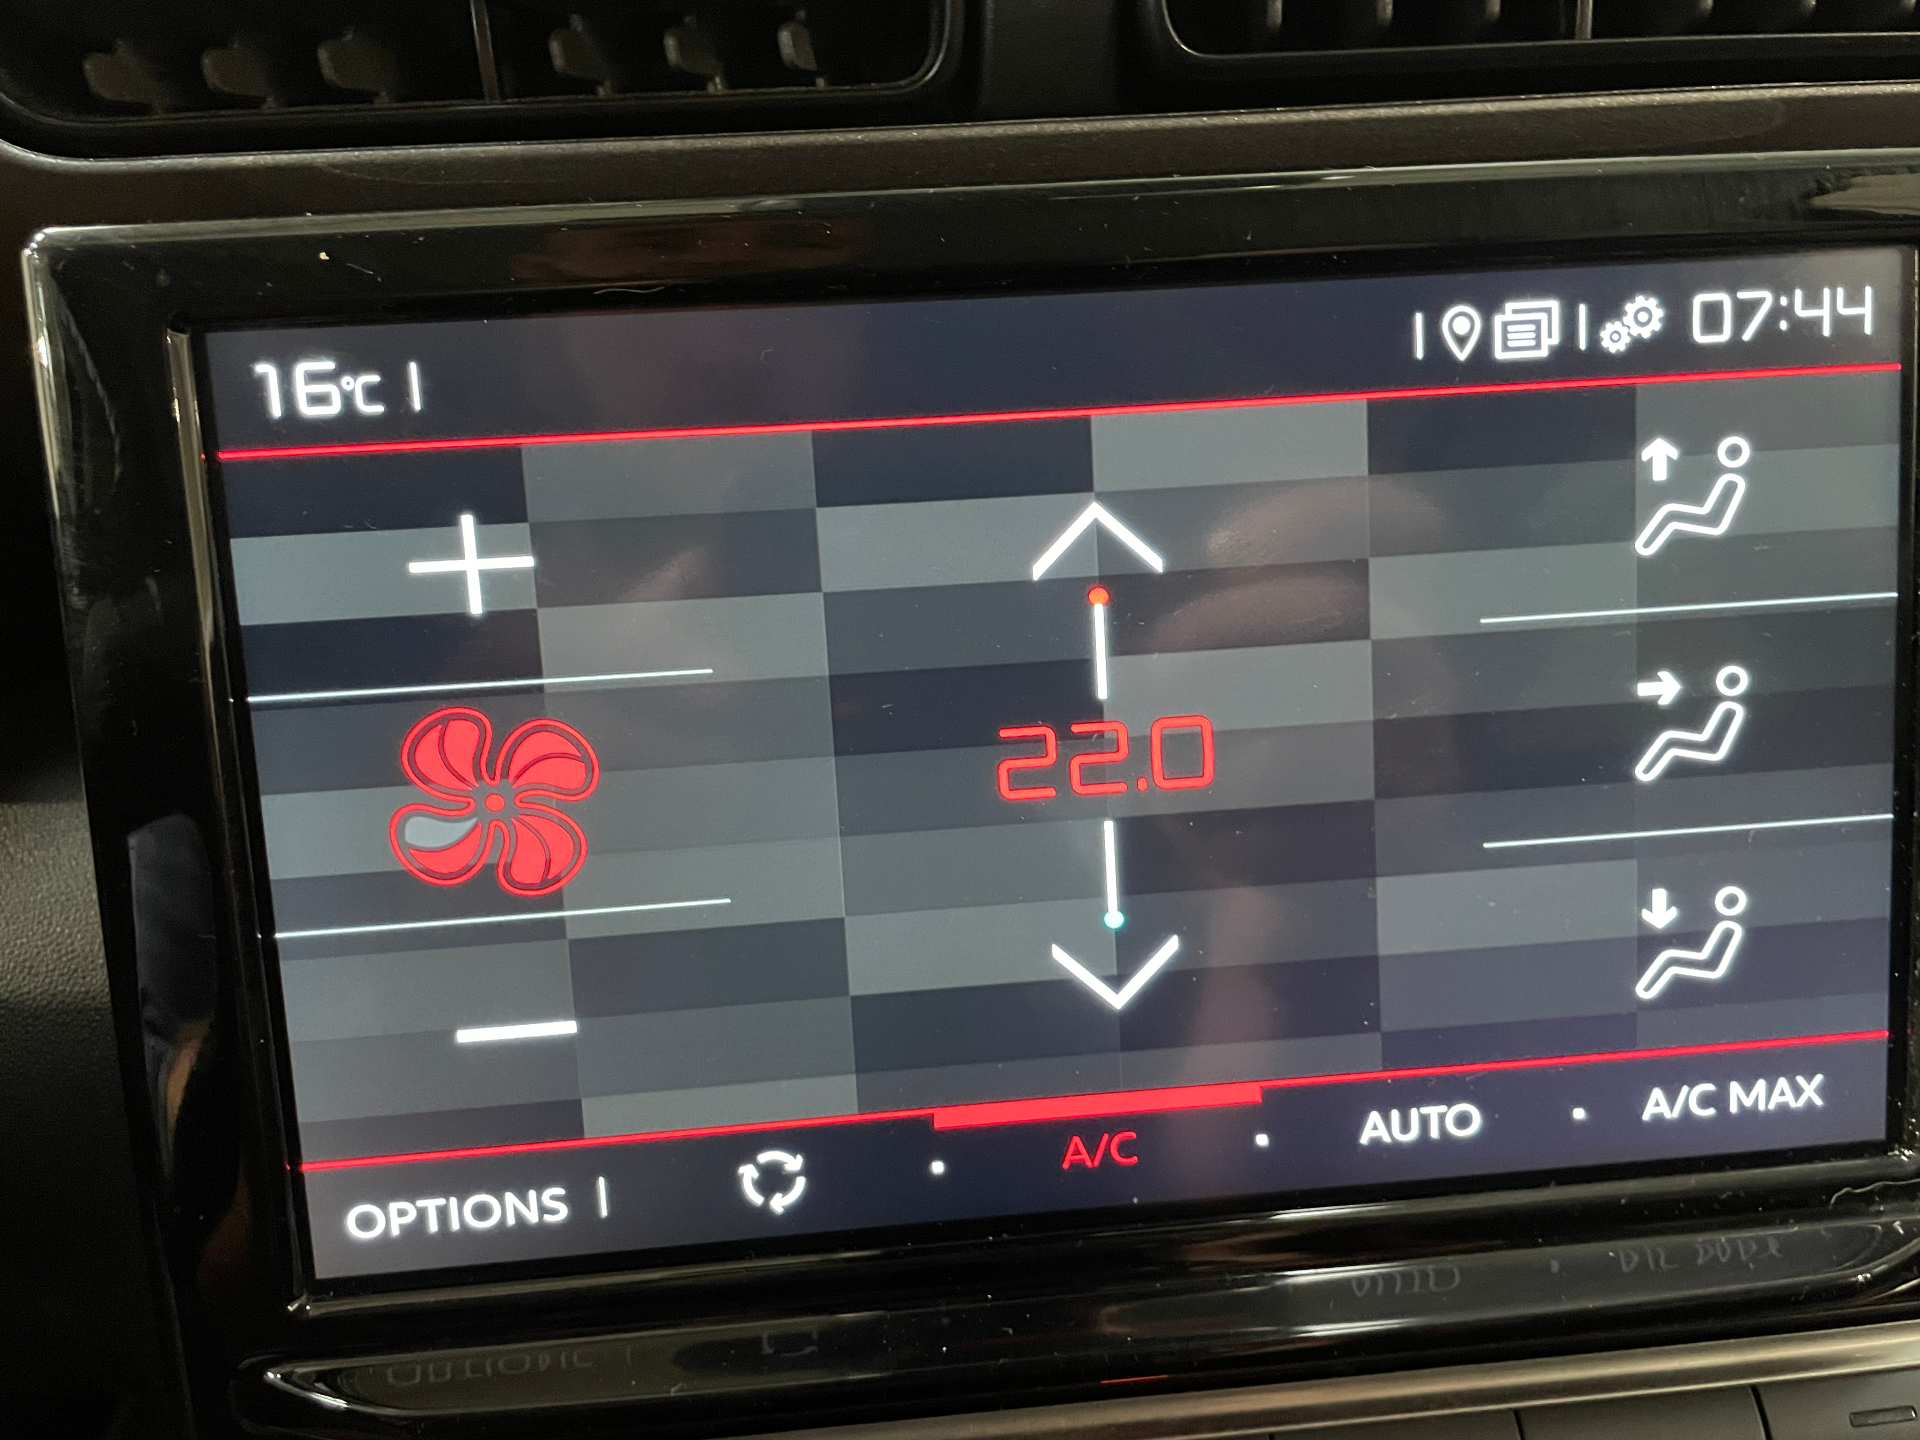 16°C
07:44
22.0
OPTIONS
A/C
AUTO
A/C MAX